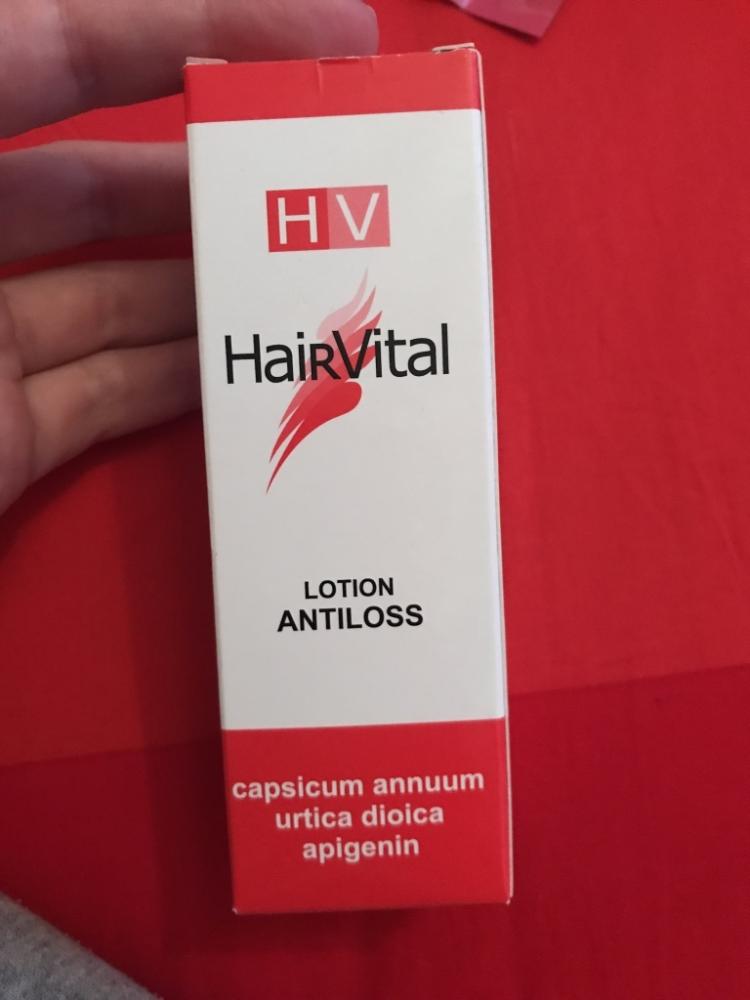 HV
HaiRVital
LOTION
ANTILOSS
capsicum annuum
urtica dioica
apigenin